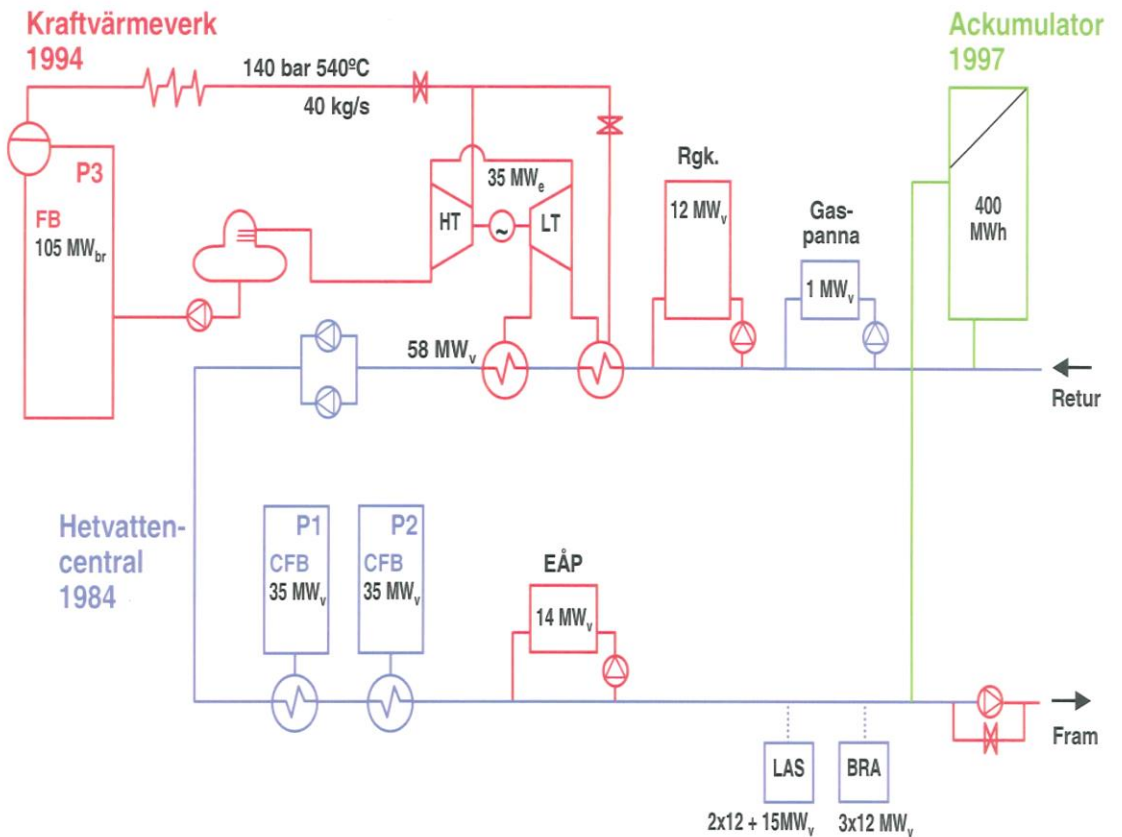 Kraftvärmeverk
1994
Ackumulator
1997
140 bar 540ºC
40 kg/s
P3
FB
105 MWbr
35 MWe
HT
~
LT
Rgk.
12 MWv
Gas-
panna
1 MWv
400
MWh
58 MWv
Retur
Hetvatten-
central
1984
P1
CFB
35 MWv
P2
CFB
35 MWv
EÅP
14 MWv
Fram
LAS
BRA
2x12 + 15MWv
3x12 MWv